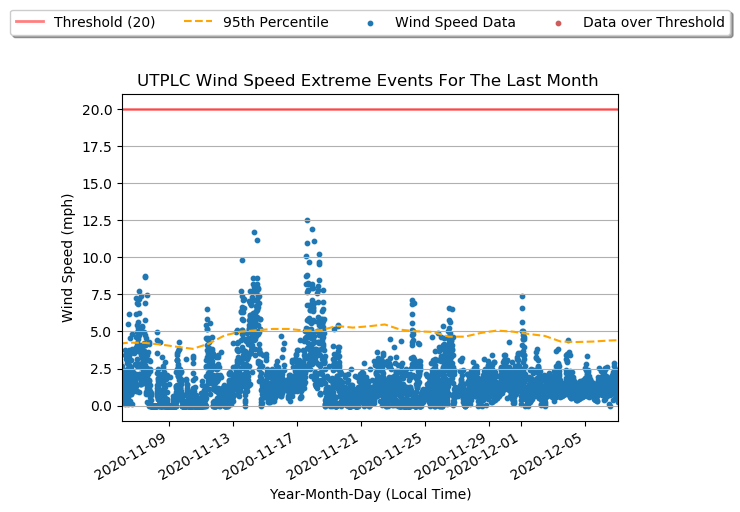 Threshold (20) 95th Percentile Wind Speed Data Data over Threshold
UTPLC Wind Speed Extreme Events For The Last Month
20.0
17.5
15.0
12.5
10.0
7.5
5.0
2.5
0.0
Wind Speed (mph)
2020-11-09 2020-11-13 2020-11-17 2020-11-21 2020-11-25 2020-11-29 2020-12-01 2020-12-05
Year-Month-Day (Local Time)